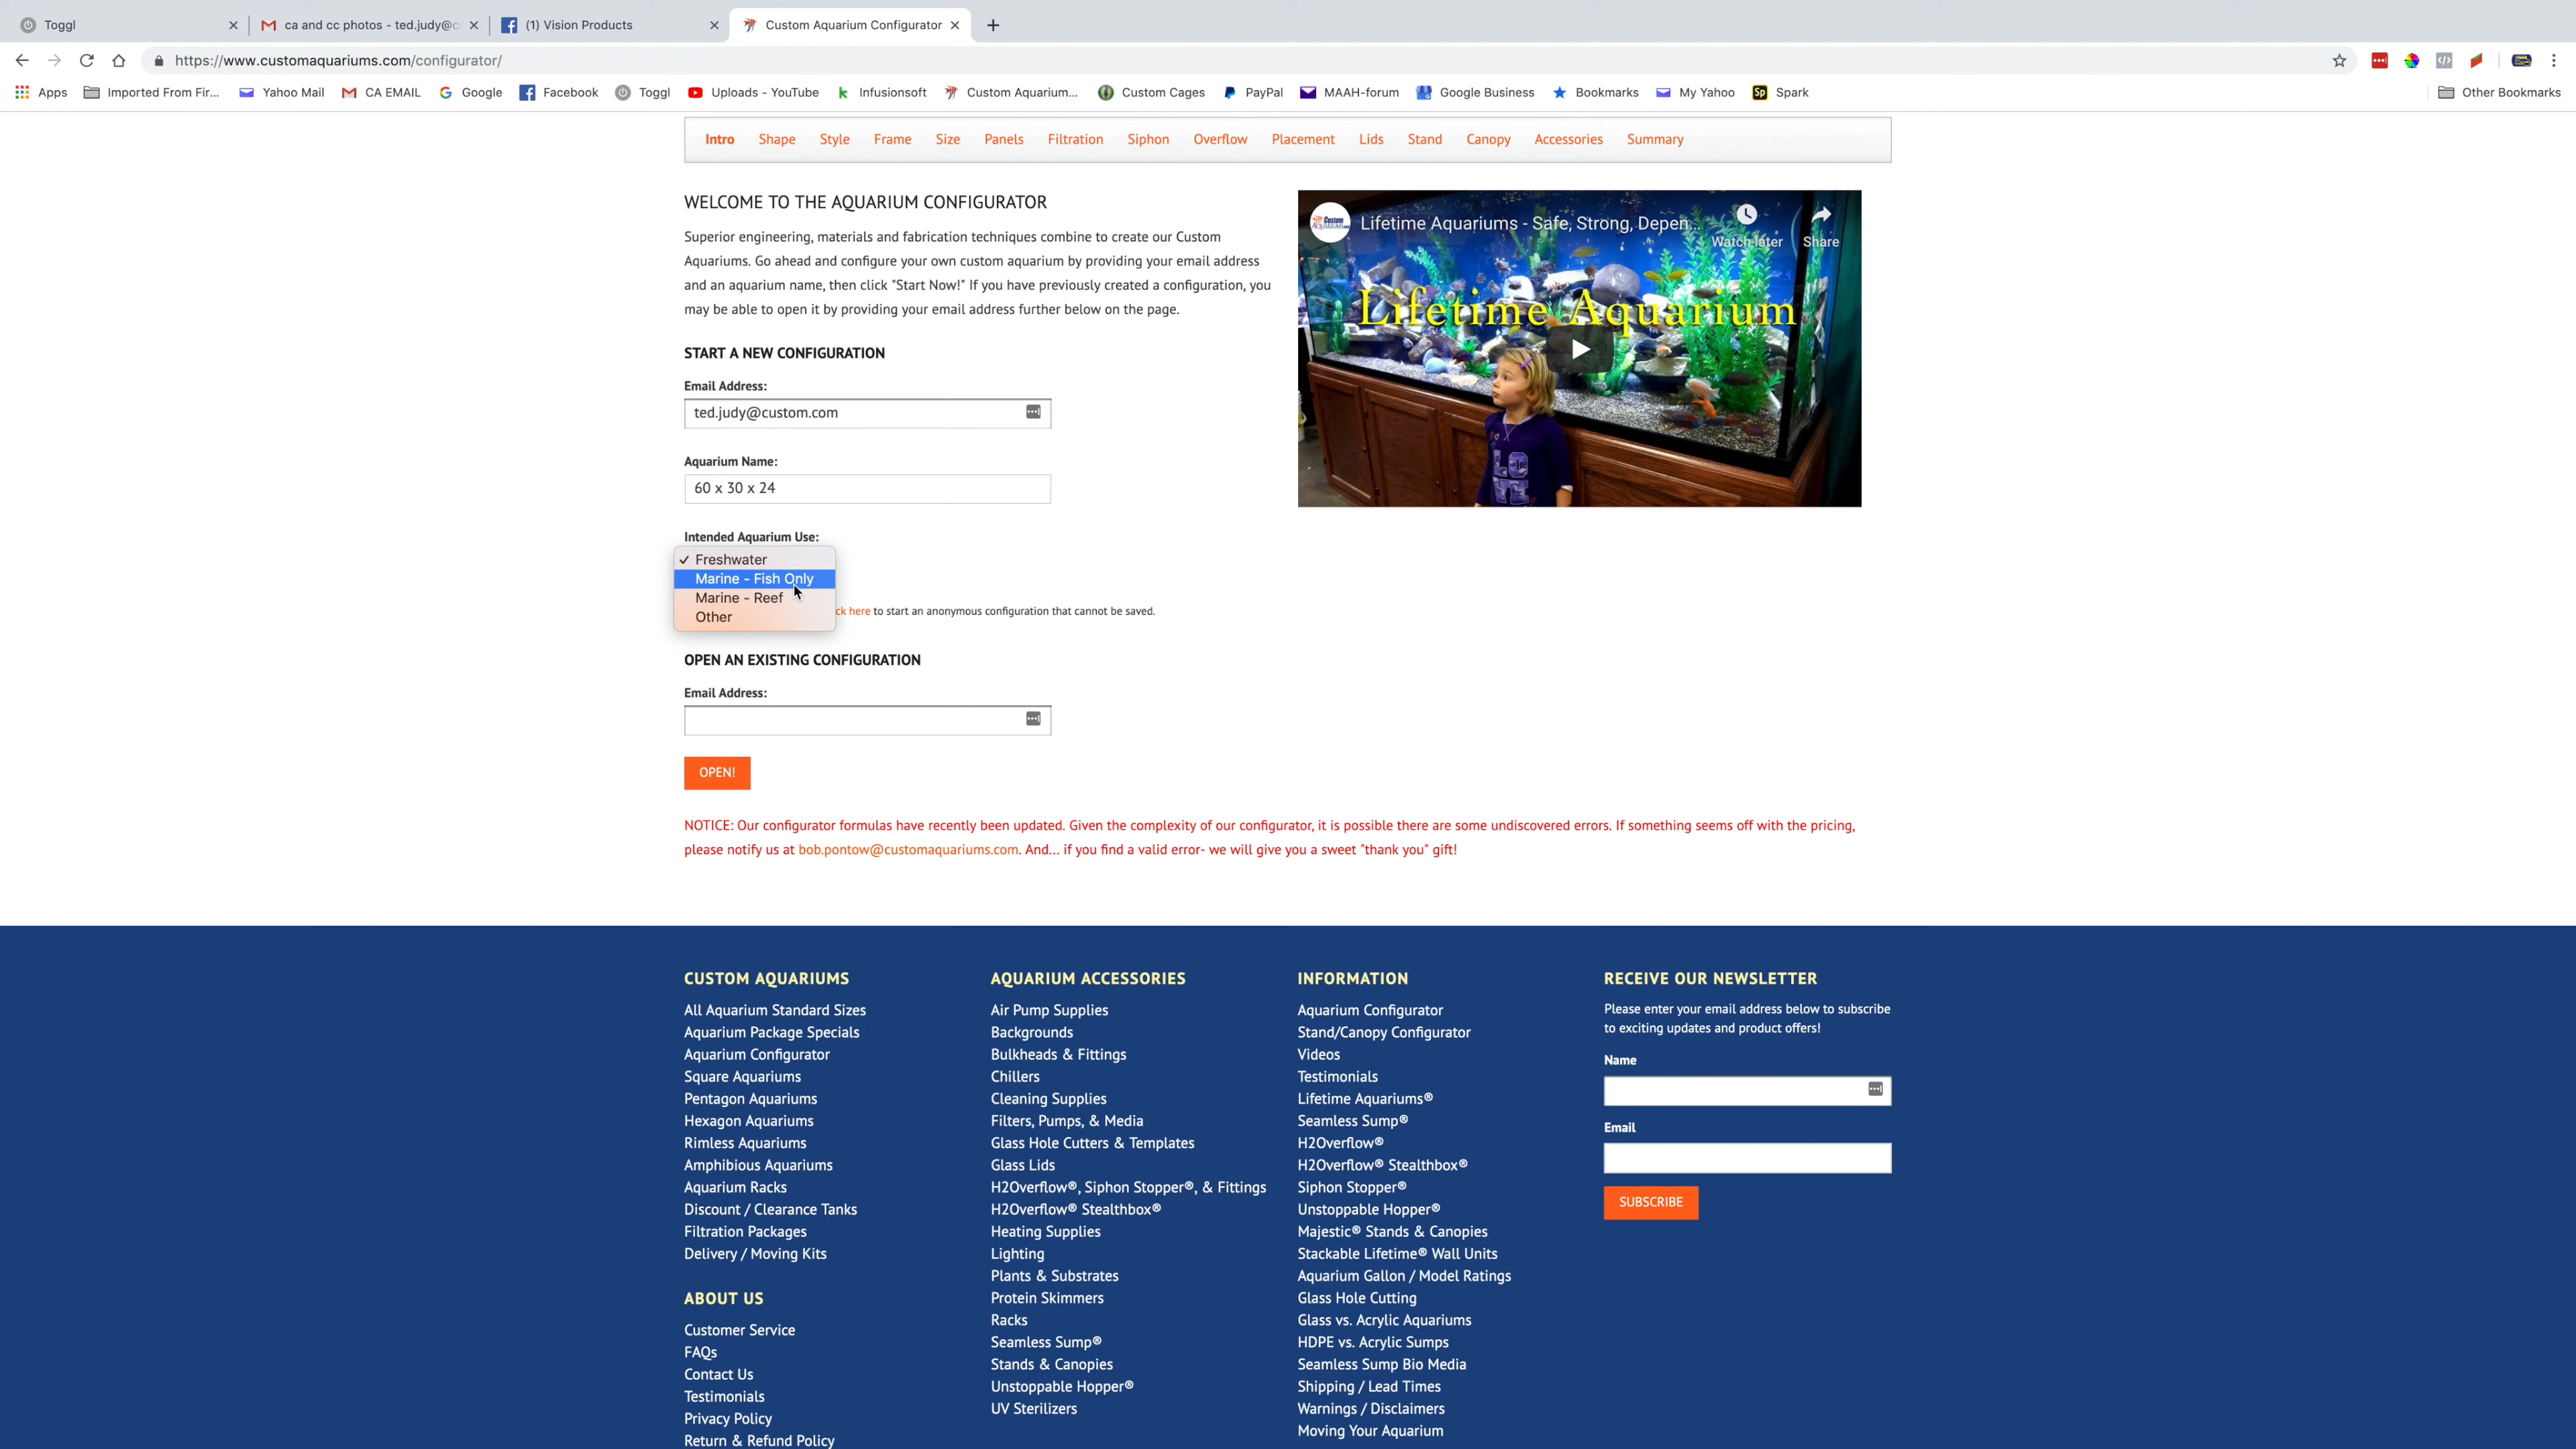 Toggl
ca and cc photos - ted.judy@c
(1) Vision Products
Custom Aquarium Configurator
https://www.customaquariums.com/configurator/
Apps
Imported From Fir...
Yahoo Mail
CA EMAIL
Google
Facebook
Toggl
Uploads - YouTube
Infusionsoft
Custom Aquarium...
Custom Cages
PayPal
MAAH-forum
Google Business
Bookmarks
My Yahoo
Spark
Other Bookmarks
Intro
Shape
Style
Frame
Size
Panels
Filtration
Siphon
Overflow
Placement
Lids
Stand
Canopy
Accessories
Summary
WELCOME TO THE AQUARIUM CONFIGURATOR
Superior engineering, materials and fabrication techniques combine to create our Custom
Aquariums. Go ahead and configure your own custom aquarium by providing your email address
and an aquarium name, then click "Start Now!" If you have previously created a configuration, you
may be able to open it by providing your email address further below on the page.
Lifetime Aquariums - Safe, Strong, Depen...
Watch later
Share
Lifetime Aquarium
START A NEW CONFIGURATION
Email Address:
ted.judy@custom.com
Aquarium Name:
60 x 30 x 24
Intended Aquarium Use:
✓ Freshwater
Marine - Fish Only
Marine - Reef
Other
ck here to start an anonymous configuration that cannot be saved.
OPEN AN EXISTING CONFIGURATION
Email Address:
OPEN!
NOTICE: Our configurator formulas have recently been updated. Given the complexity of our configurator, it is possible there are some undiscovered errors. If something seems off with the pricing,
please notify us at bob.pontow@customaquariums.com. And... if you find a valid error- we will give you a sweet "thank you" gift!
CUSTOM AQUARIUMS
All Aquarium Standard Sizes
Aquarium Package Specials
Aquarium Configurator
Square Aquariums
Pentagon Aquariums
Hexagon Aquariums
Rimless Aquariums
Amphibious Aquariums
Aquarium Racks
Discount / Clearance Tanks
Filtration Packages
Delivery / Moving Kits
ABOUT US
Customer Service
FAQs
Contact Us
Testimonials
Privacy Policy
Return & Refund Policy
AQUARIUM ACCESSORIES
Air Pump Supplies
Backgrounds
Bulkheads & Fittings
Chillers
Cleaning Supplies
Filters, Pumps, & Media
Glass Hole Cutters & Templates
Glass Lids
H2Overflow®, Siphon Stopper®, & Fittings
H2Overflow® Stealthbox®
Heating Supplies
Lighting
Plants & Substrates
Protein Skimmers
Racks
Seamless Sump®
Stands & Canopies
Unstoppable Hopper®
UV Sterilizers
INFORMATION
Aquarium Configurator
Stand/Canopy Configurator
Videos
Testimonials
Lifetime Aquariums®
Seamless Sump®
H2Overflow®
H2Overflow® Stealthbox®
Siphon Stopper®
Unstoppable Hopper®
Majestic® Stands & Canopies
Stackable Lifetime® Wall Units
Aquarium Gallon / Model Ratings
Glass Hole Cutting
Glass vs. Acrylic Aquariums
HDPE vs. Acrylic Sumps
Seamless Sump Bio Media
Shipping / Lead Times
Warnings / Disclaimers
Moving Your Aquarium
RECEIVE OUR NEWSLETTER
Please enter your email address below to subscribe
to exciting updates and product offers!
Name
Email
SUBSCRIBE